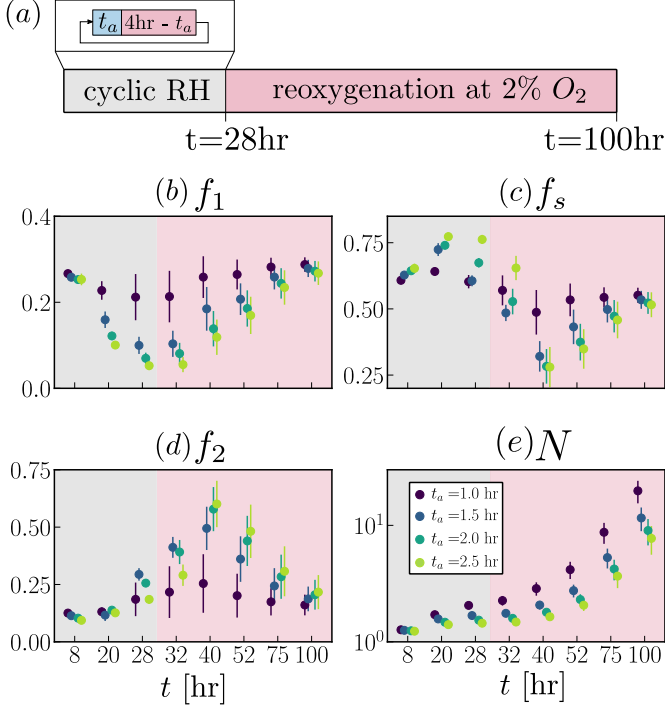 (a)
t_a 4hr - t_a
cyclic RH
reoxygenation at 2% O_2
t=28hr
t=100hr
(b) f_1
(c) f_s
0.4
0.2
0.0
0.75
0.50
0.25
(d) f_2
(e) N
0.75
0.50
0.25
0.00
8 20 28 32 40 52 75 100
t [hr]
10^1
10^0
t_a =1.0 hr
t_a =1.5 hr
t_a =2.0 hr
t_a =2.5 hr
8 20 28 32 40 52 75 100
t [hr]